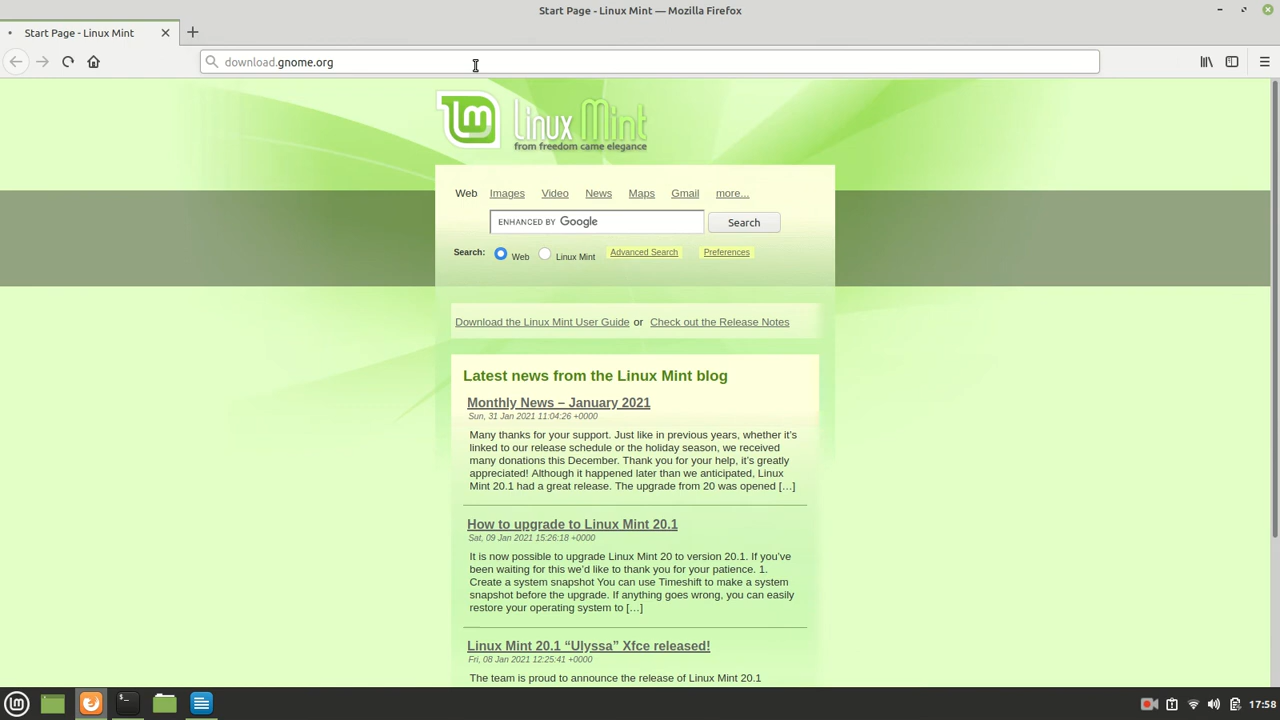 Start Page - Linux Mint — Mozilla Firefox
Start Page - Linux Mint
download.gnome.org
Linux Mint
from freedom came elegance
Web Images Video News Maps Gmail more...
ENHANCED BY Google Search
Search: Web Linux Mint Advanced Search Preferences
Download the Linux Mint User Guide or Check out the Release Notes
Latest news from the Linux Mint blog
Monthly News – January 2021
Sun, 31 Jan 2021 11:04:26 +0000
Many thanks for your support. Just like in previous years, whether it’s
linked to our release schedule or the holiday season, we received
many donations this December. Thank you for your help, it’s greatly
appreciated! Although it happened later than we anticipated, Linux
Mint 20.1 had a great release. The upgrade from 20 was opened […]
How to upgrade to Linux Mint 20.1
Sat, 09 Jan 2021 15:26:18 +0000
It is now possible to upgrade Linux Mint 20 to version 20.1. If you’ve
been waiting for this we’d like to thank you for your patience. 1.
Create a system snapshot You can use Timeshift to make a system
snapshot before the upgrade. If anything goes wrong, you can easily
restore your operating system to […]
Linux Mint 20.1 “Ulyssa” Xfce released!
Fri, 08 Jan 2021 12:25:41 +0000
The team is proud to announce the release of Linux Mint 20.1
17:58